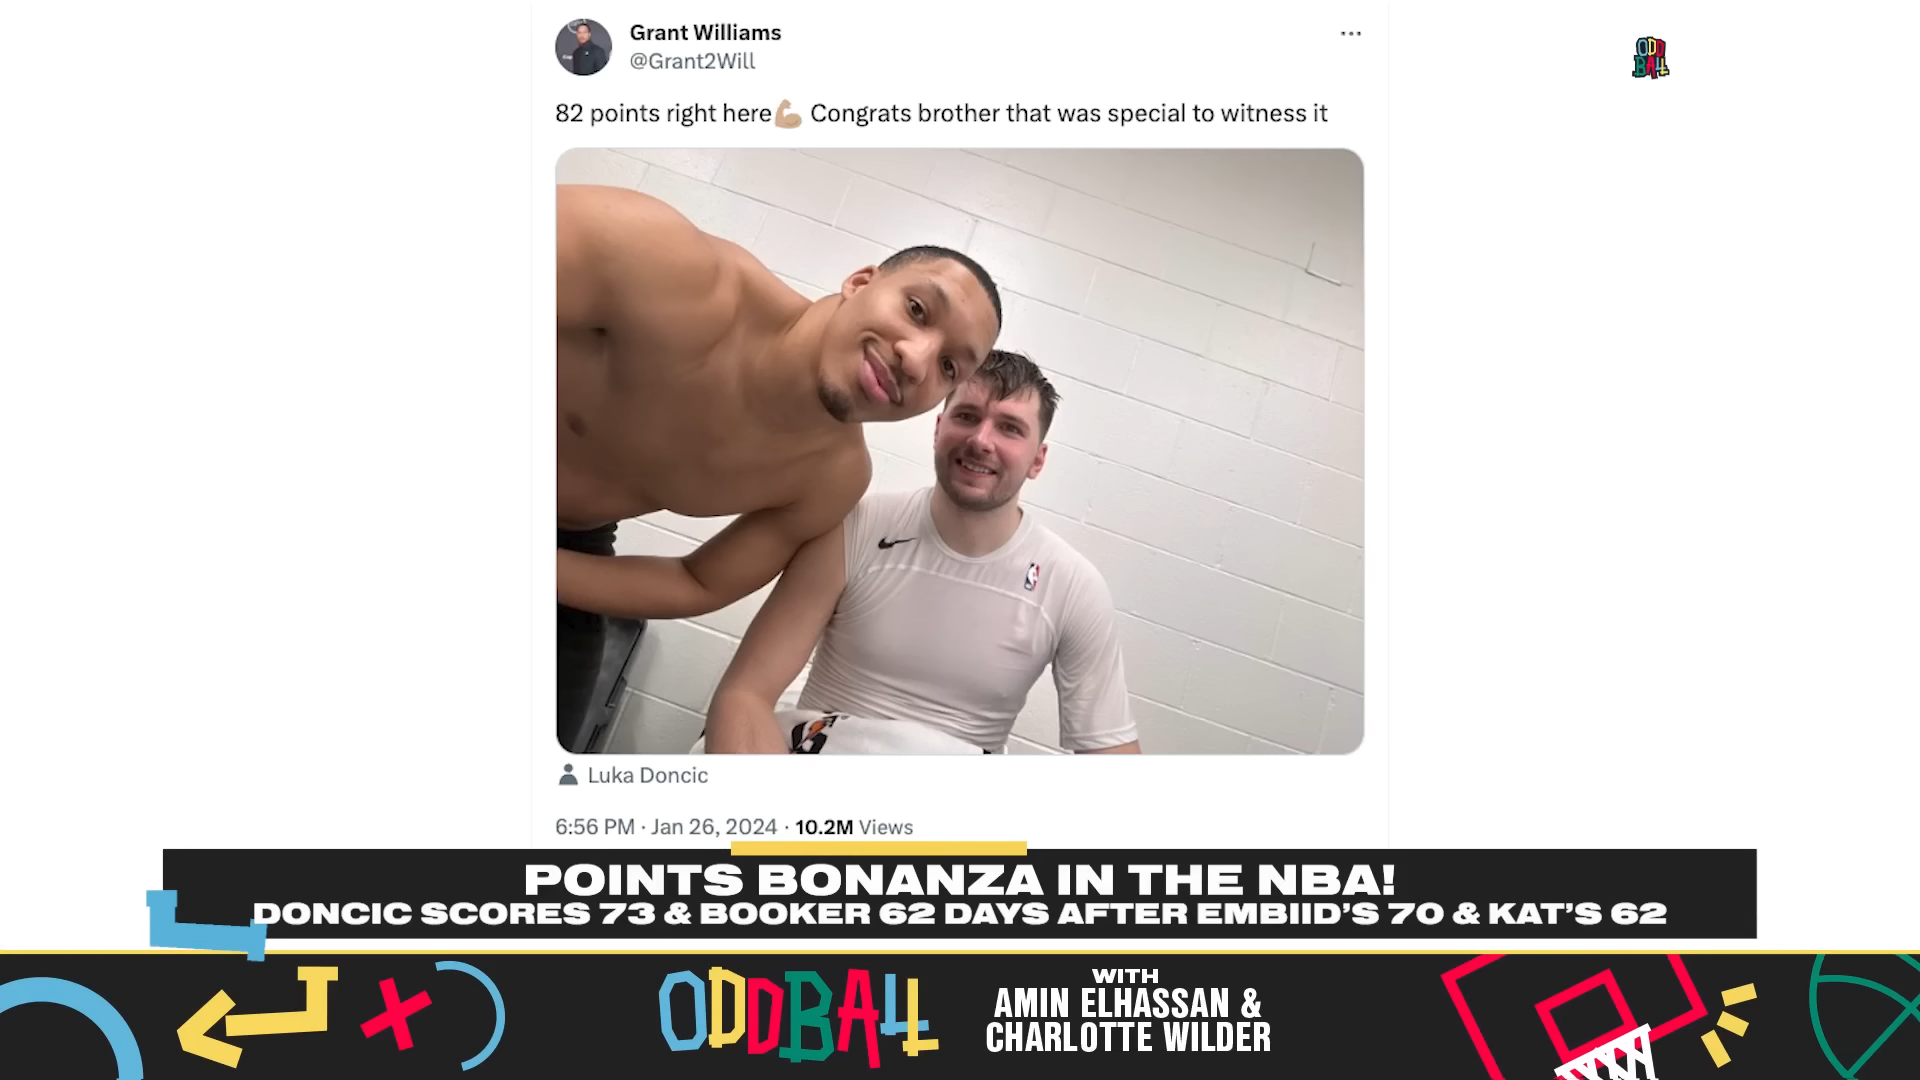 Grant Williams
@Grant2Will
ODD
BALL
82 points right here💪🏼 Congrats brother that was special to witness it
Luka Doncic
6:56 PM · Jan 26, 2024 · 10.2M Views
POINTS BONANZA IN THE NBA!
DONCIC SCORES 73 & BOOKER 62 DAYS AFTER EMBIID'S 70 & KAT'S 62
ODDBALL
WITH
AMIN ELHASSAN &
CHARLOTTE WILDER